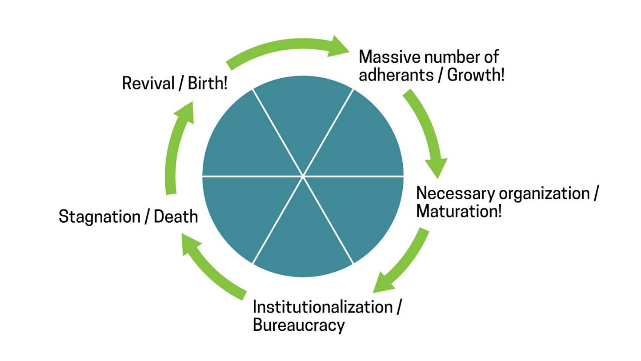 Revival / Birth!
Massive number of
adherants / Growth!
Necessary organization /
Maturation!
Institutionalization /
Bureaucracy
Stagnation / Death